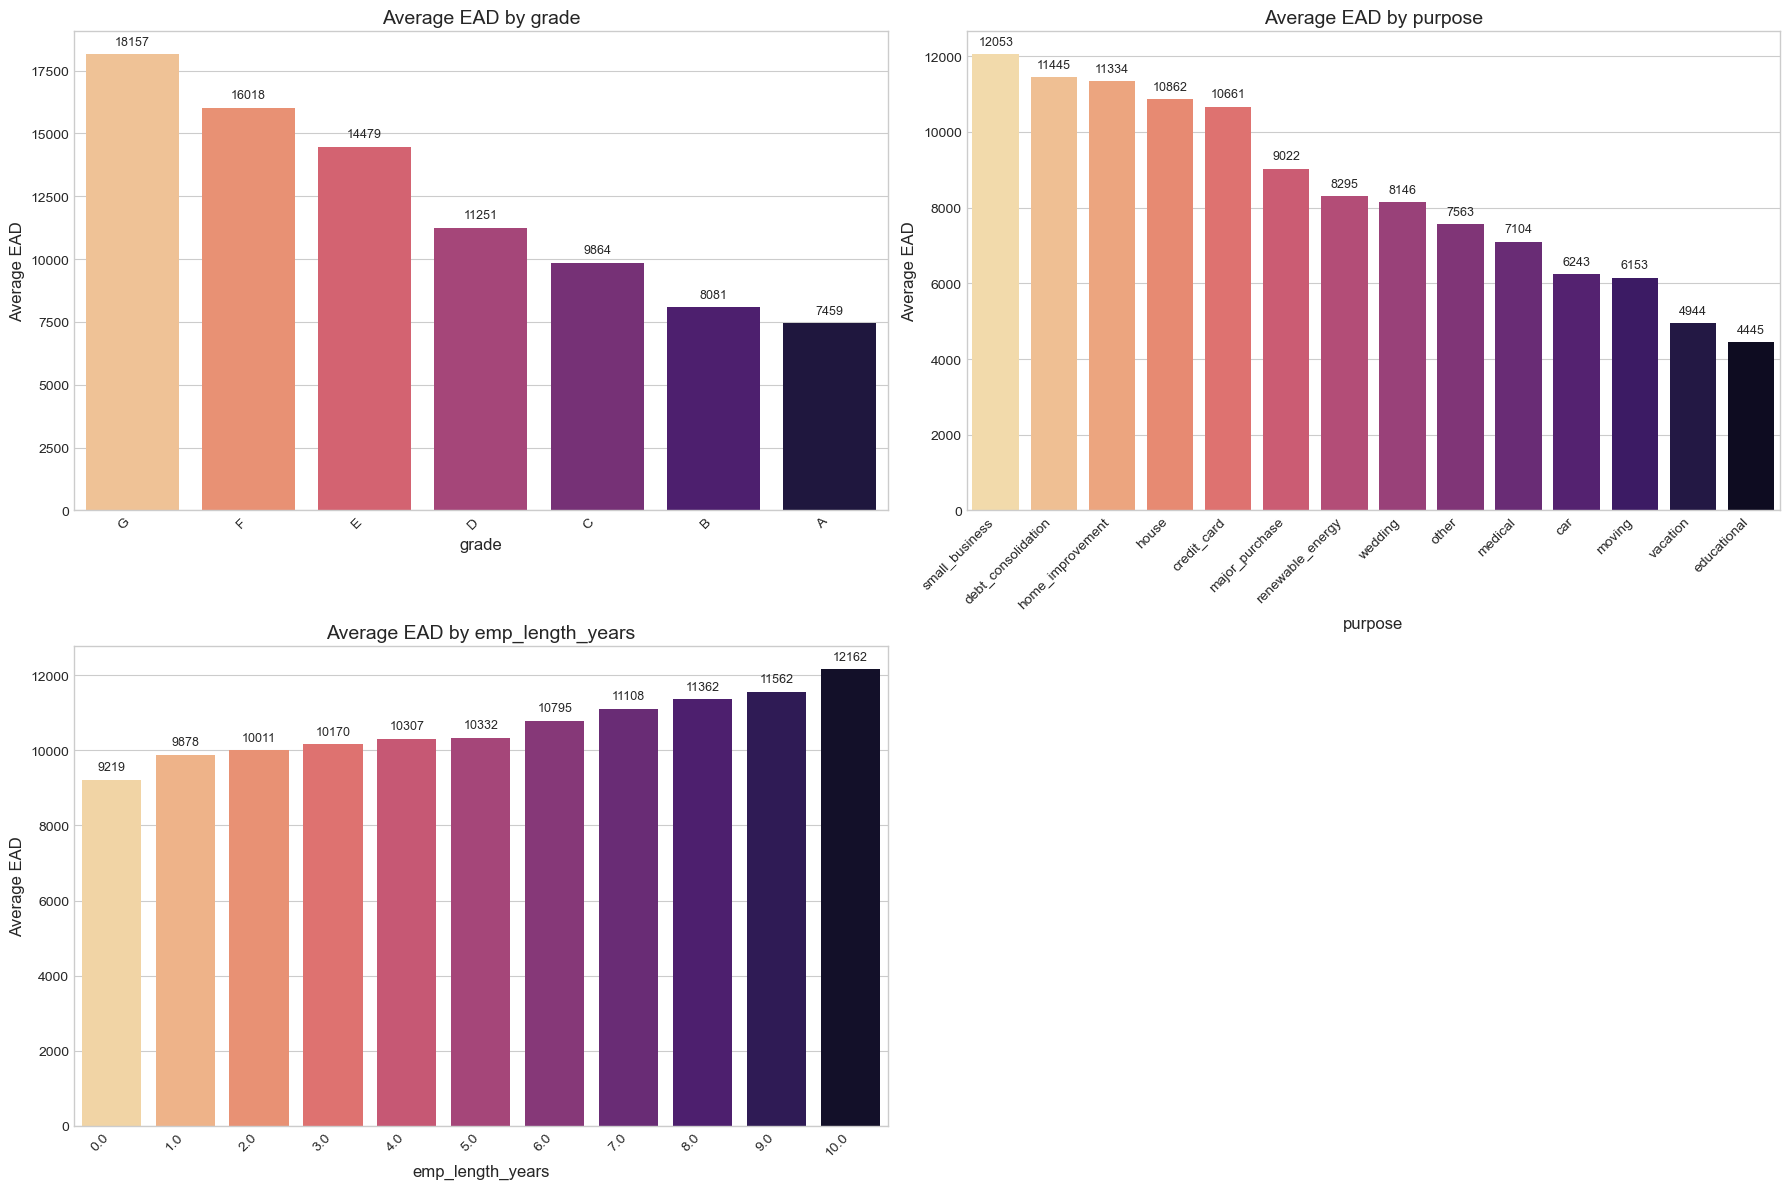 Average EAD by grade
Average EAD
17500
15000
12500
10000
7500
5000
2500
0
18157
16018
14479
11251
9864
8081
7459
G
F
E
D
C
B
A
grade
Average EAD by purpose
Average EAD
12000
10000
8000
6000
4000
2000
0
12053
11445
11334
10862
10661
9022
8295
8146
7563
7104
6243
6153
4944
4445
small_business
debt_consolidation
home_improvement
house
credit_card
major_purchase
renewable_energy
wedding
other
medical
car
moving
vacation
educational
purpose
Average EAD by emp_length_years
Average EAD
12000
10000
8000
6000
4000
2000
0
9219
9878
10011
10170
10307
10332
10795
11108
11362
11562
12162
0.0
1.0
2.0
3.0
4.0
5.0
6.0
7.0
8.0
9.0
10.0
emp_length_years